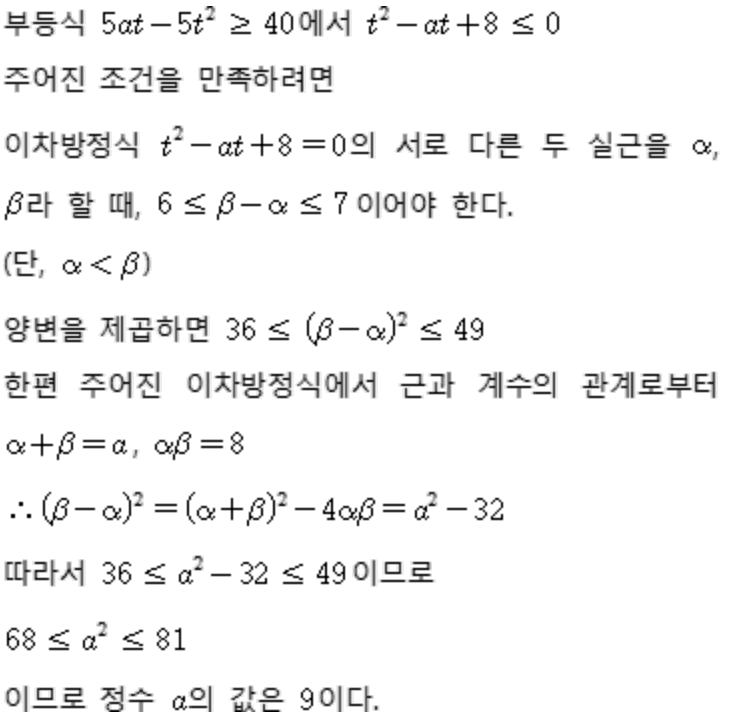 부등식 5at−5t² ≥ 40에서 t²−at+8 ≤ 0
주어진 조건을 만족하려면
이차방정식 t²−at+8=0의 서로 다른 두 실근을 α,
β라 할 때, 6 ≤ β−α ≤ 7이어야 한다.
(단, α<β)
양변을 제곱하면 36 ≤ (β−α)² ≤ 49
한편 주어진 이차방정식에서 근과 계수의 관계로부터
α+β=a, αβ=8
∴ (β−α)²=(α+β)²−4αβ=a²−32
따라서 36 ≤ a²−32 ≤ 49이므로
68 ≤ a² ≤ 81
이므로 정수 a의 값은 9이다.